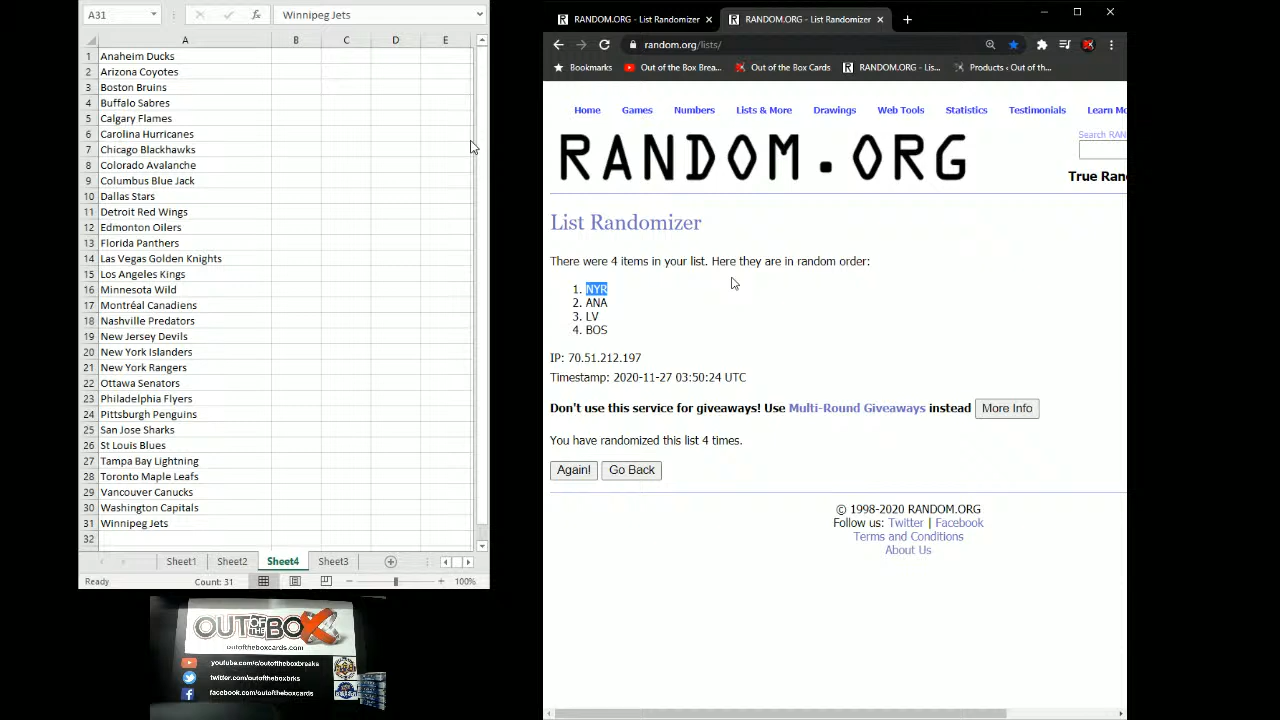 A31
Winnipeg Jets
A B C D E
1 Anaheim Ducks
2 Arizona Coyotes
3 Boston Bruins
4 Buffalo Sabres
5 Calgary Flames
6 Carolina Hurricanes
7 Chicago Blackhawks
8 Colorado Avalanche
9 Columbus Blue Jack
10 Dallas Stars
11 Detroit Red Wings
12 Edmonton Oilers
13 Florida Panthers
14 Las Vegas Golden Knights
15 Los Angeles Kings
16 Minnesota Wild
17 Montréal Canadiens
18 Nashville Predators
19 New Jersey Devils
20 New York Islanders
21 New York Rangers
22 Ottawa Senators
23 Philadelphia Flyers
24 Pittsburgh Penguins
25 San Jose Sharks
26 St Louis Blues
27 Tampa Bay Lightning
28 Toronto Maple Leafs
29 Vancouver Canucks
30 Washington Capitals
31 Winnipeg Jets
32
Sheet1 Sheet2 Sheet4 Sheet3
Ready Count: 31 100%
OUT OF THE BOX
outoftheboxcards.com
youtube.com/c/outoftheboxbreaks
twitter.com/outoftheboxbrks
facebook.com/outoftheboxcards
RANDOM.ORG - List Randomizer RANDOM.ORG - List Randomizer
random.org/lists/
Bookmarks Out of the Box Brea... Out of the Box Cards RANDOM.ORG - Lis... Products ‹ Out of th...
Home Games Numbers Lists & More Drawings Web Tools Statistics Testimonials Learn Mo
Search RAN
RANDOM.ORG
True Ran
List Randomizer
There were 4 items in your list. Here they are in random order:
1. NYR
2. ANA
3. LV
4. BOS
IP: 70.51.212.197
Timestamp: 2020-11-27 03:50:24 UTC
Don't use this service for giveaways! Use Multi-Round Giveaways instead More Info
You have randomized this list 4 times.
Again! Go Back
© 1998-2020 RANDOM.ORG
Follow us: Twitter | Facebook
Terms and Conditions
About Us